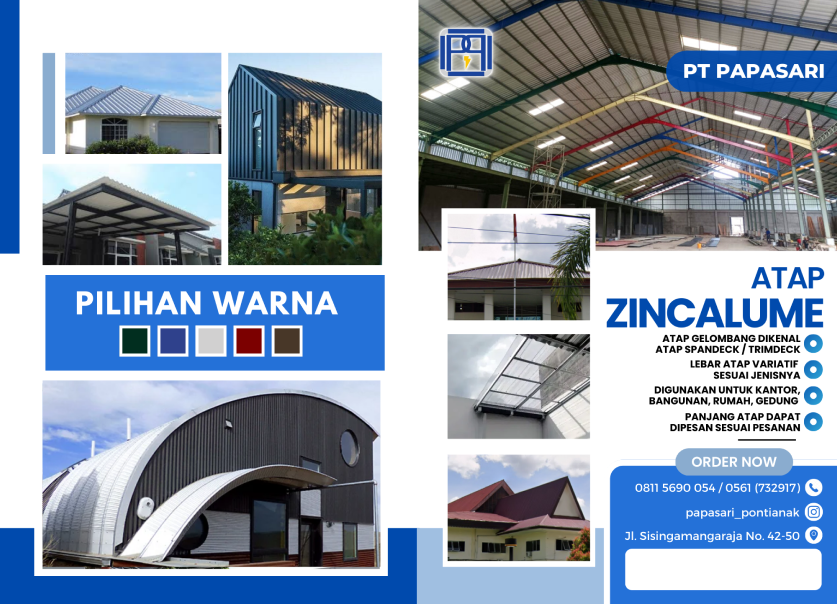 PILIHAN WARNA
PT PAPASARI
ATAP
ZINCALUME
ATAP GELOMBANG DIKENAL
ATAP SPANDECK / TRIMDECK
LEBAR ATAP VARIATIF
SESUAI JENISNYA
DIGUNAKAN UNTUK KANTOR,
BANGUNAN, RUMAH, GEDUNG
PANJANG ATAP DAPAT
DIPESAN SESUAI PESANAN
ORDER NOW
0811 5690 054 / 0561 (732917)
papasari_pontianak
Jl. Sisingamangaraja No. 42-50